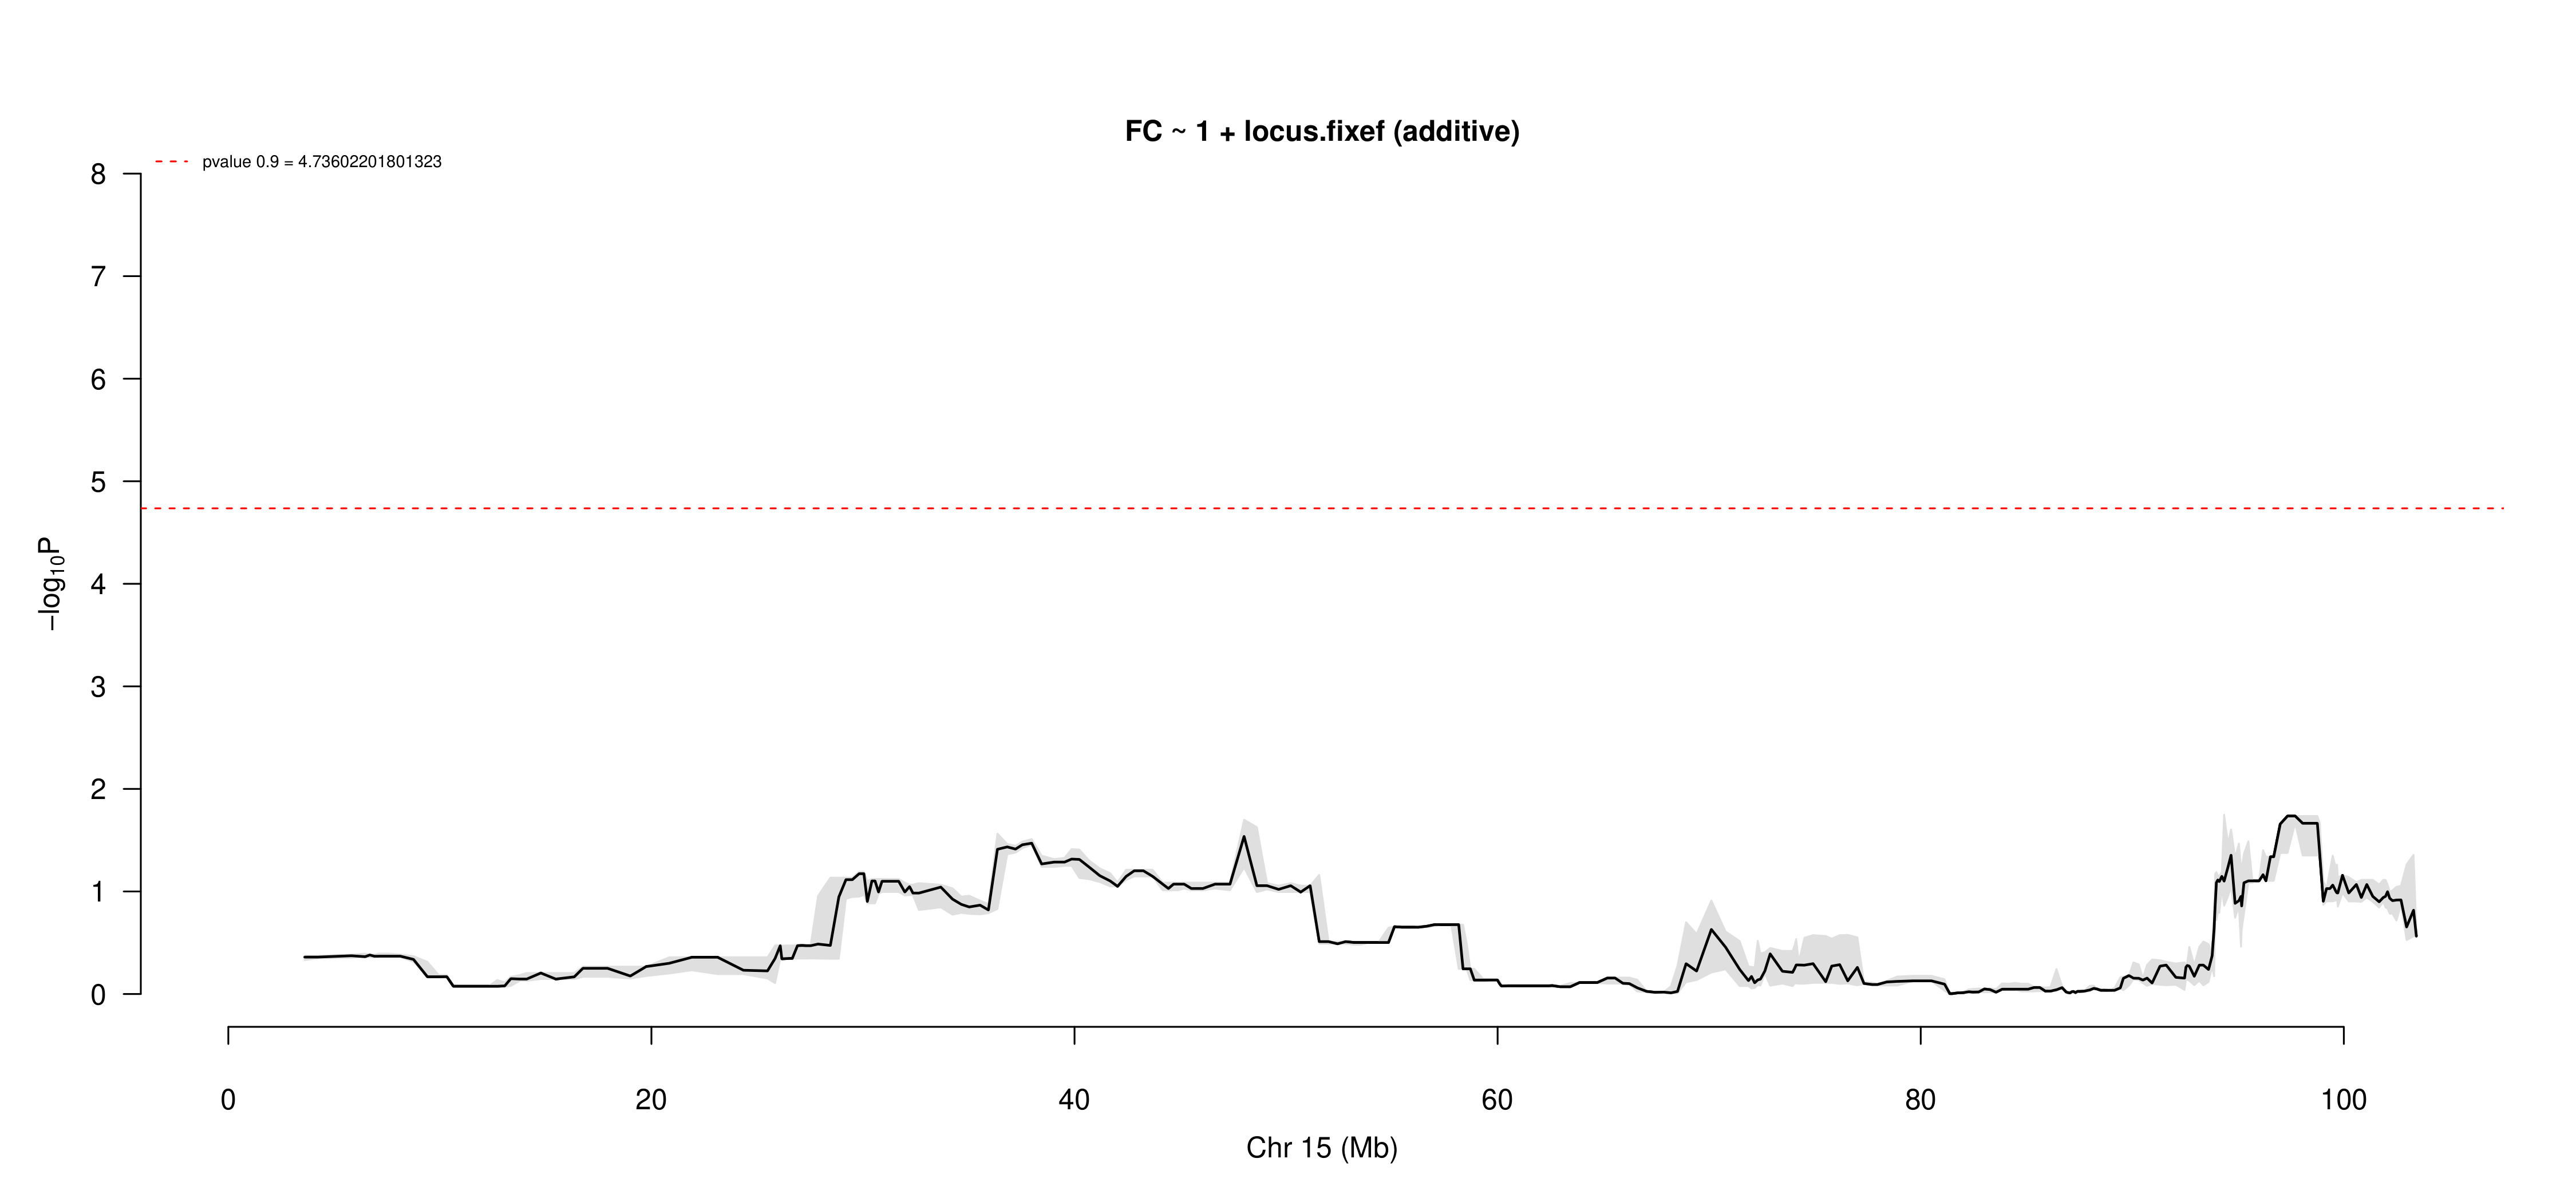 FC ~ 1 + locus.fixef (additive)
pvalue 0.9 = 4.73602201801323
8
7
6
5
4
3
2
1
0
−log10P
0 20 40 60 80 100
Chr 15 (Mb)